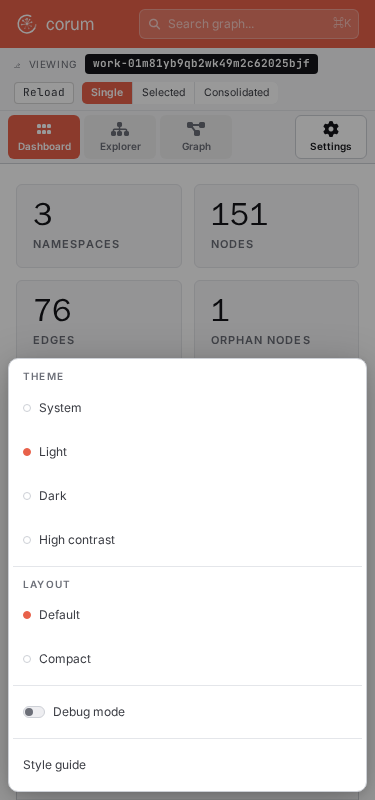 corum
Search graph... ⌘K
VIEWING work-01m81yb9qb2wk49m2c62025bjf
Reload Single Selected Consolidated
Dashboard Explorer Graph Settings
3 151
NAMESPACES NODES
76 1
EDGES ORPHAN NODES
THEME
System
Light
Dark
High contrast
LAYOUT
Default
Compact
Debug mode
Style guide